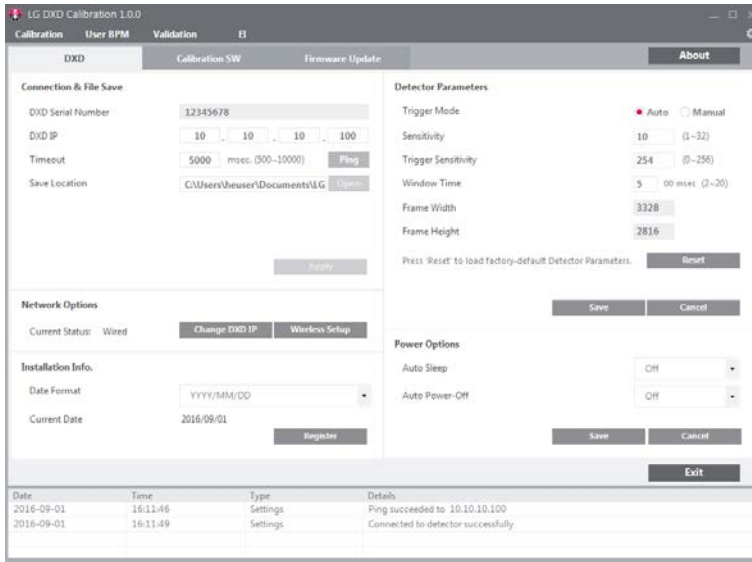 LG DXD Calibration 1.0.0
Calibration User BPM Validation EI
DXD Calibration SW Firmware Update About
Connection & File Save
DXD Serial Number 12345678
DXD IP 10 . 10 . 10 . 100
Timeout 5000 msec. (500~10000) Ping
Save Location C:\Users\heuser\Documents\LG Open
Apply
Network Options
Current Status: Wired Change DXD IP Wireless Setup
Installation Info.
Date Format YYYY/MM/DD
Current Date 2016/09/01
Register
Detector Parameters
Trigger Mode Auto Manual
Sensitivity 10 (1~32)
Trigger Sensitivity 254 (0~256)
Window Time 5 00 msec (2~20)
Frame Width 3328
Frame Height 2816
Press 'Reset' to load factory-default Detector Parameters. Reset
Save Cancel
Power Options
Auto Sleep Off
Auto Power-Off Off
Save Cancel
Exit
Date Time Type Details
2016-09-01 16:11:46 Settings Ping succeeded to 10.10.10.100
2016-09-01 16:11:49 Settings Connected to detector successfully